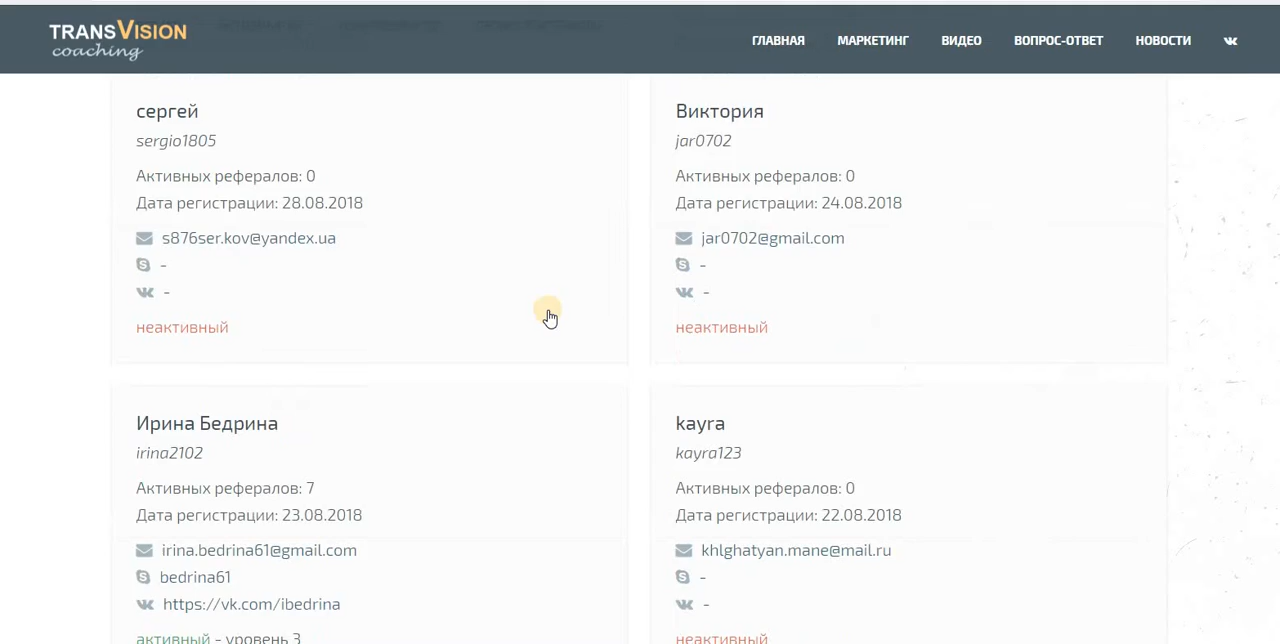 TRANSVISION
coaching
ГЛАВНАЯ
МАРКЕТИНГ
ВИДЕО
ВОПРОС-ОТВЕТ
НОВОСТИ
сергей
sergio1805
Активных рефералов: 0
Дата регистрации: 28.08.2018
s876ser.kov@yandex.ua
-
-
неактивный
Виктория
jar0702
Активных рефералов: 0
Дата регистрации: 24.08.2018
jar0702@gmail.com
-
-
неактивный
Ирина Бедрина
irina2102
Активных рефералов: 7
Дата регистрации: 23.08.2018
irina.bedrina61@gmail.com
bedrina61
https://vk.com/ibedrina
активный - уровень 3
kayra
kayra123
Активных рефералов: 0
Дата регистрации: 22.08.2018
khlghatyan.mane@mail.ru
-
-
неактивный